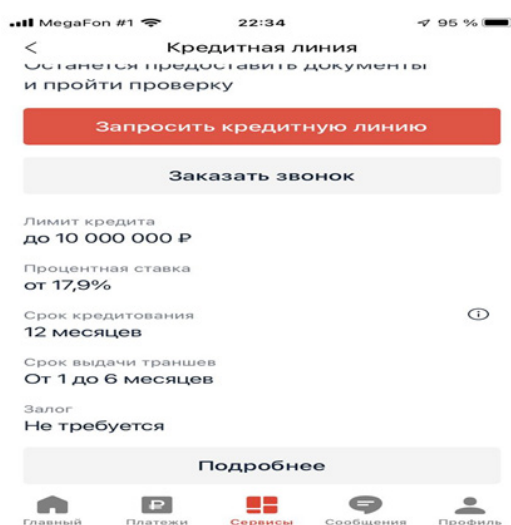 MegaFon #1 22:34 95 %
< Кредитная линия
Останется предоставить документы
и пройти проверку
Запросить кредитную линию
Заказать звонок
Лимит кредита
до 10 000 000 ₽
Процентная ставка
от 17,9%
Срок кредитования
12 месяцев
Срок выдачи траншев
От 1 до 6 месяцев
Залог
Не требуется
Подробнее
Главный Платежи Сервисы Сообщения Профиль